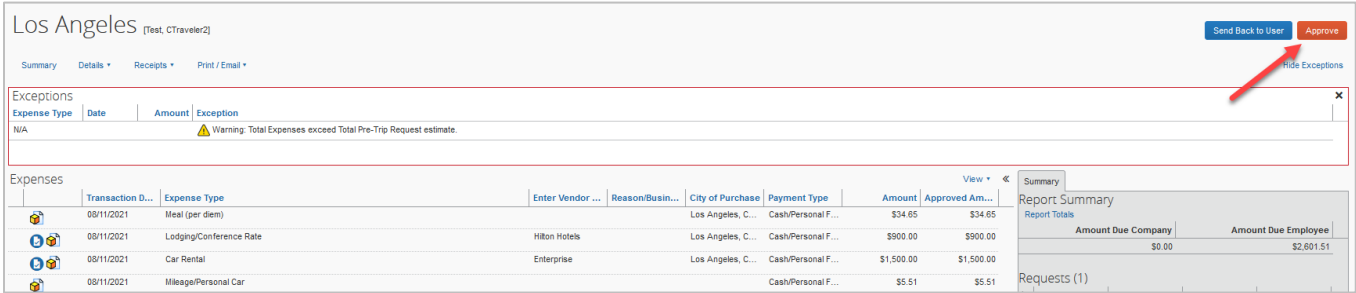 Los Angeles [Test, CTraveler2]
Send Back to User Approve
Summary Details Receipts Print / Email Hide Exceptions
Exceptions
Expense Type Date Amount Exception
N/A Warning: Total Expenses exceed Total Pre-Trip Request estimate.
Expenses View Summary
Transaction D... Expense Type Enter Vendor ... Reason/Busin... City of Purchase Payment Type Amount Approved Am...
08/11/2021 Meal (per diem) Los Angeles, C... Cash/Personal F... $34.65 $34.65
08/11/2021 Lodging/Conference Rate Hilton Hotels Los Angeles, C... Cash/Personal F... $900.00 $900.00
08/11/2021 Car Rental Enterprise Los Angeles, C... Cash/Personal F... $1,500.00 $1,500.00
08/11/2021 Mileage/Personal Car Cash/Personal F... $5.51 $5.51
Report Summary
Report Totals
Amount Due Company Amount Due Employee
$0.00 $2,601.51
Requests (1)